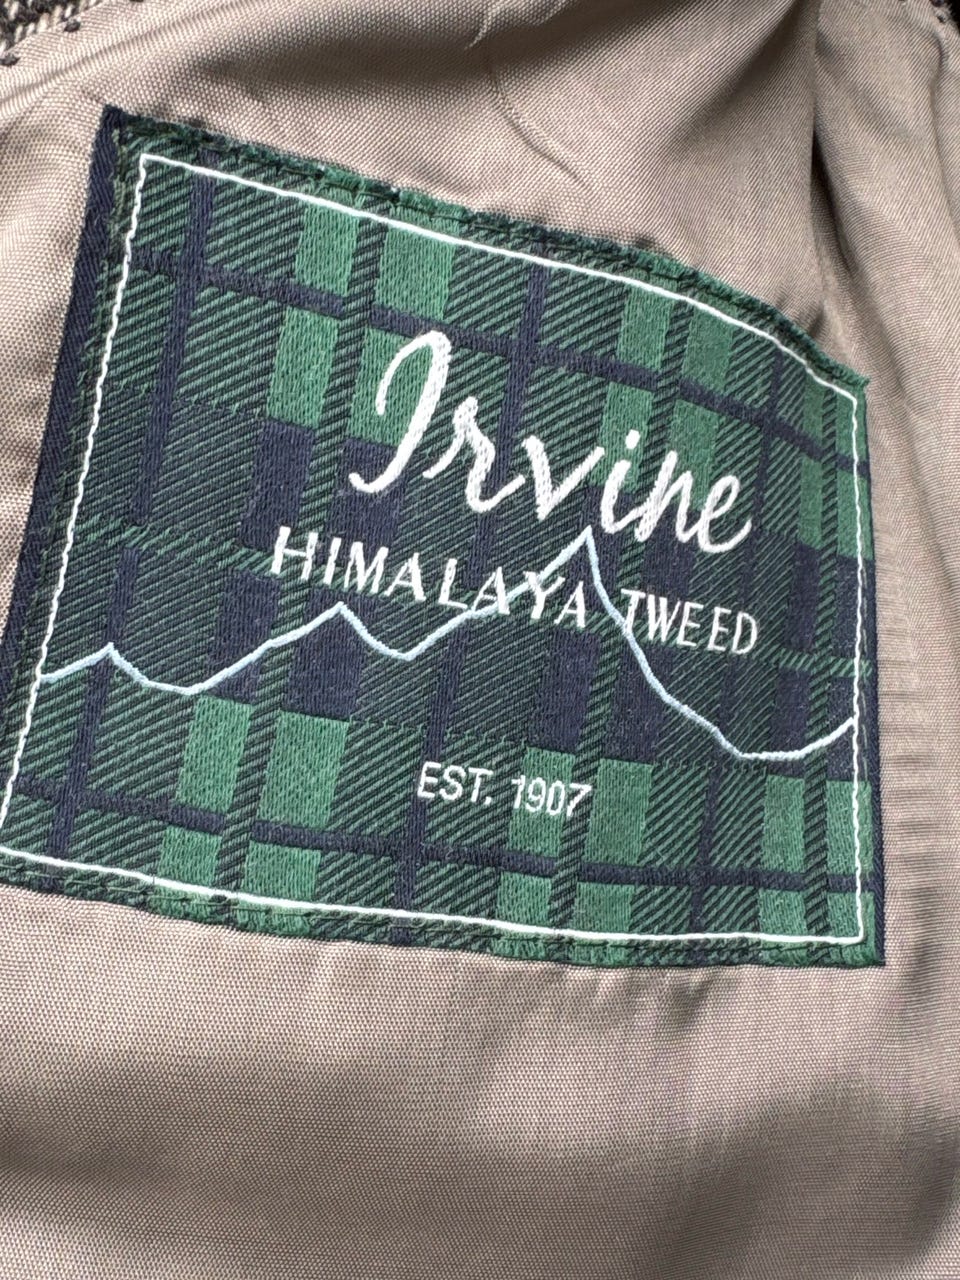 Irvine
HIMALAYA TWEED
EST. 1907